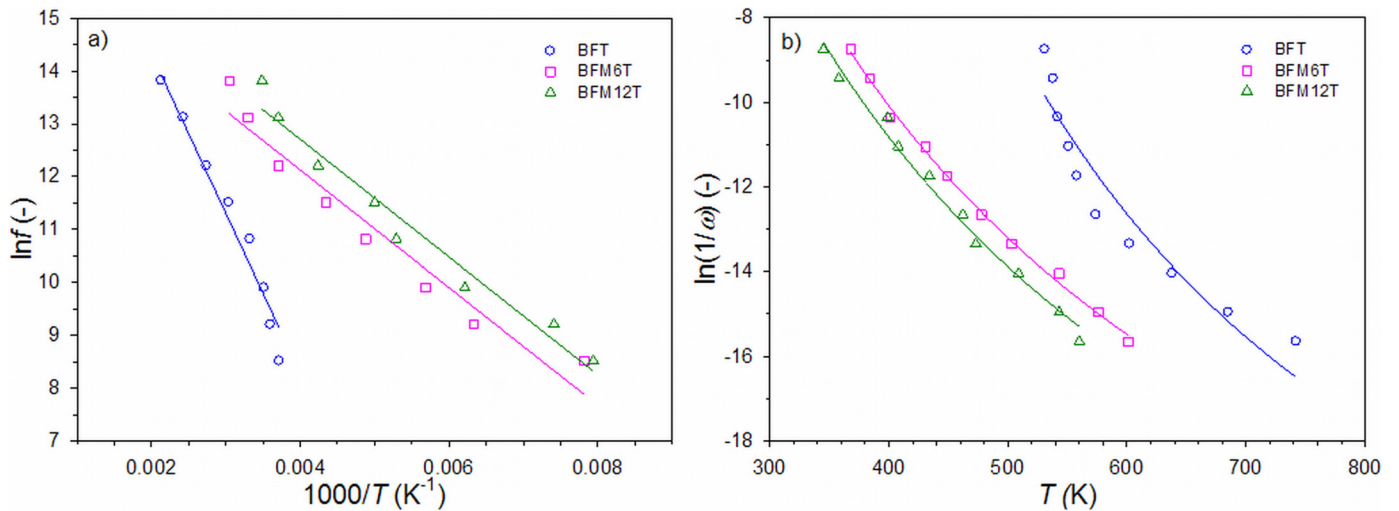 a)
15
14
13
12
11
10
9
8
7
lnf (-)
0.002
0.004
0.006
0.008
1000/T (K⁻¹)
BFT
BFM6T
BFM12T
b)
-8
-10
-12
-14
-16
-18
ln(1/ω) (-)
300
400
500
600
700
800
T (K)
BFT
BFM6T
BFM12T